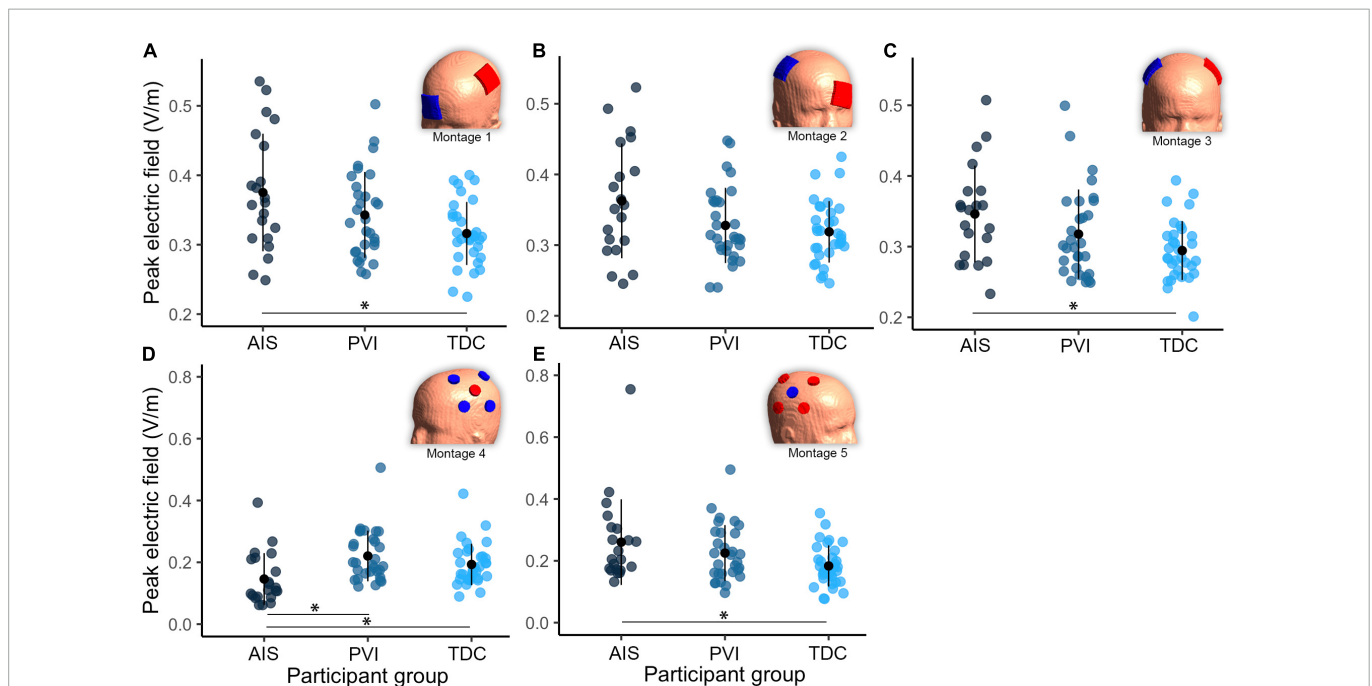 A
Peak electric field (V/m)
0.5
0.4
0.3
0.2
Montage 1
*
AIS PVI TDC
B
0.5
0.4
0.3
0.2
Montage 2
AIS PVI TDC
C
0.5
0.4
0.3
0.2
Montage 3
*
AIS PVI TDC
D
Peak electric field (V/m)
0.8
0.6
0.4
0.2
0.0
Montage 4
*
*
AIS PVI TDC
Participant group
E
0.8
0.6
0.4
0.2
0.0
Montage 5
*
AIS PVI TDC
Participant group